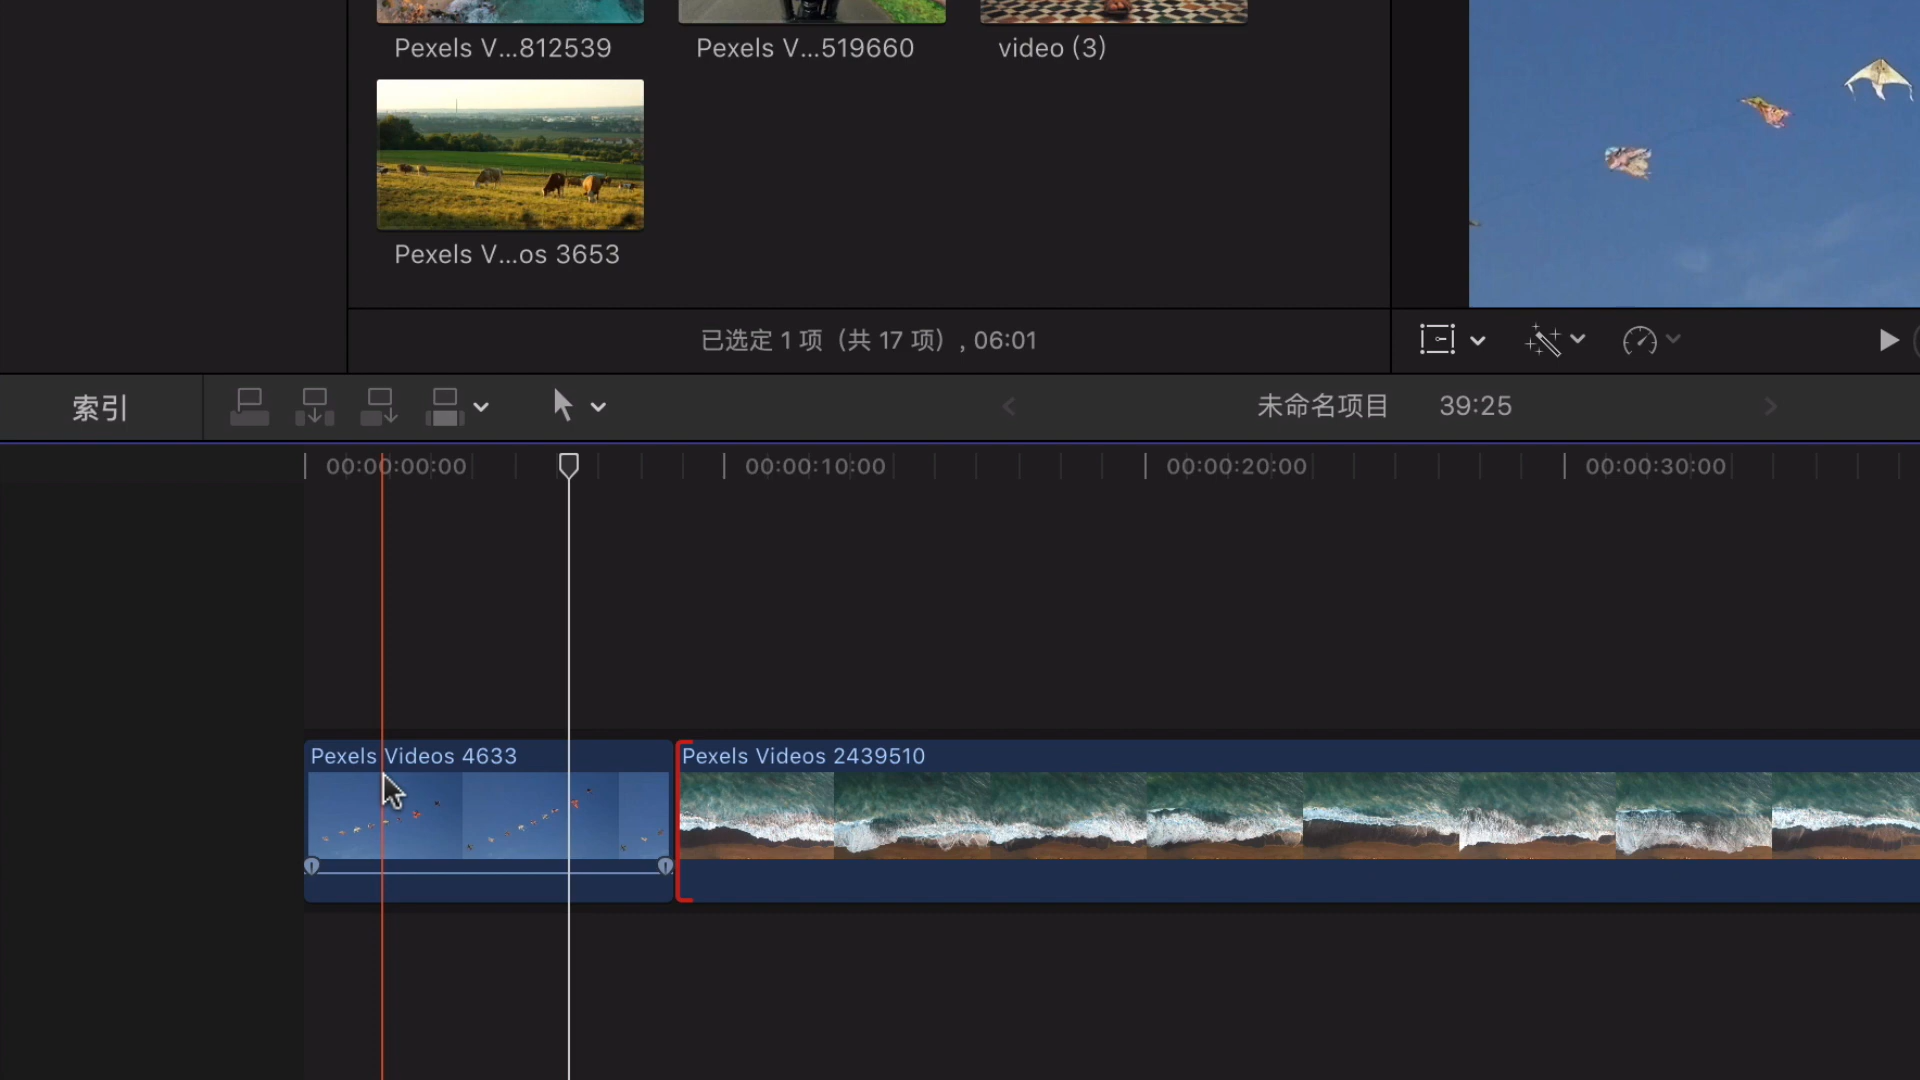 Pexels V...812539
Pexels V...519660
video (3)
Pexels V...os 3653
已选定 1 项（共 17 项）, 06:01
索引
未命名项目
39:25
00:00:00:00
00:00:10:00
00:00:20:00
00:00:30:00
Pexels Videos 4633
Pexels Videos 2439510